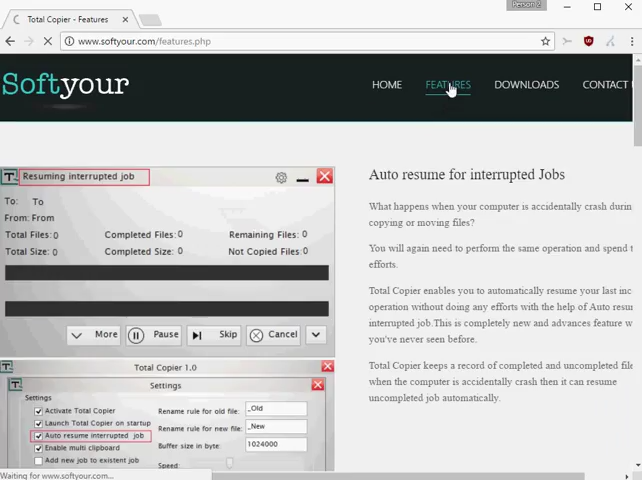 Person 2
Total Copier - Features
www.softyour.com/features.php
Softyour
HOME FEATURES DOWNLOADS CONTACT
Resuming interrupted job
To: To
From: From
Total Files: 0 Completed Files: 0 Remaining Files: 0
Total Size: 0 Completed Size: 0 Not Copied Files: 0
More Pause Skip Cancel
Total Copier 1.0
Settings
Settings
Activate Total Copier
Launch Total Copier on startup
Auto resume interrupted job
Enable multi clipboard
Add new job to existent job
Rename rule for old file: _Old
Rename rule for new file: _New
Buffer size in byte: 1024000
Speed:
Auto resume for interrupted Jobs
What happens when your computer is accidentally crash durin
copying or moving files?
You will again need to perform the same operation and spend t
efforts.
Total Copier enables you to automatically resume your last inc
operation without doing any efforts with the help of Auto resu
interrupted job.This is completely new and advances feature w
you've never seen before.
Total Copier keeps a record of completed and uncompleted file
when the computer is accidentally crash then it can resume
uncompleted job automatically.
Waiting for www.softyour.com...